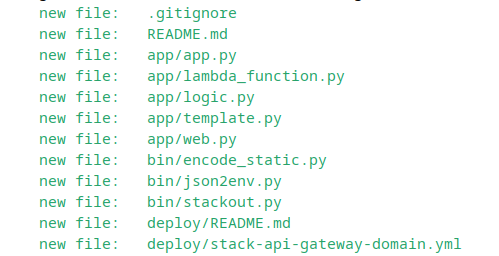 new file:   .gitignore
new file:   README.md
new file:   app/app.py
new file:   app/lambda_function.py
new file:   app/logic.py
new file:   app/template.py
new file:   app/web.py
new file:   bin/encode_static.py
new file:   bin/json2env.py
new file:   bin/stackout.py
new file:   deploy/README.md
new file:   deploy/stack-api-gateway-domain.yml